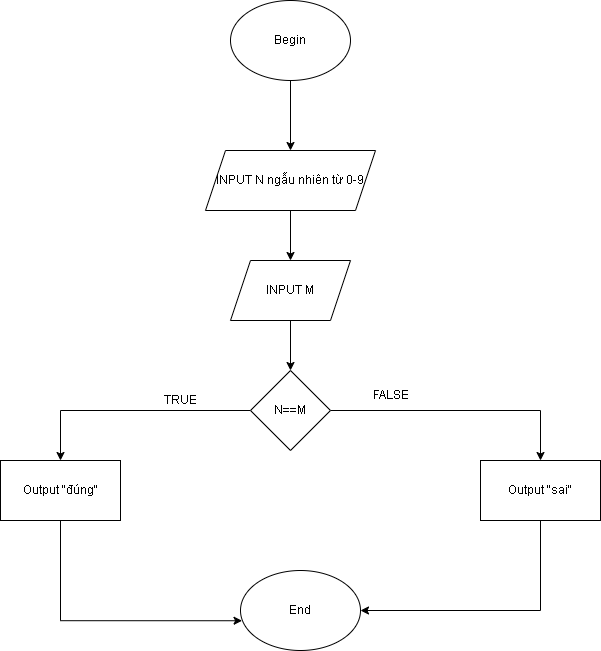 Begin
INPUT N ngẫu nhiên từ 0-9
INPUT M
N==M
TRUE
FALSE
Output "đúng"
Output "sai"
End